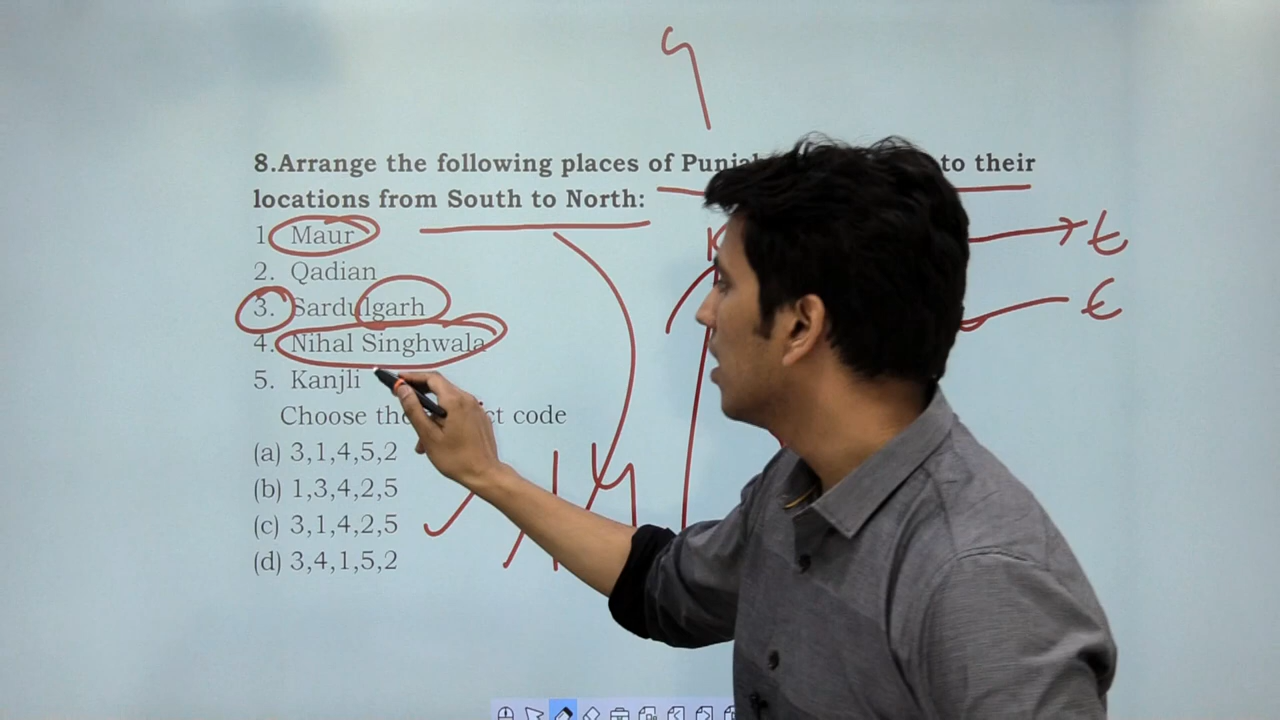 8.Arrange the following places of Punjab to their
locations from South to North:
1 Maur
2. Qadian
3. Sardulgarh
4. Nihal Singhwala
5. Kanjli
Choose the code
(a) 3,1,4,5,2
(b) 1,3,4,2,5
(c) 3,1,4,2,5
(d) 3,4,1,5,2